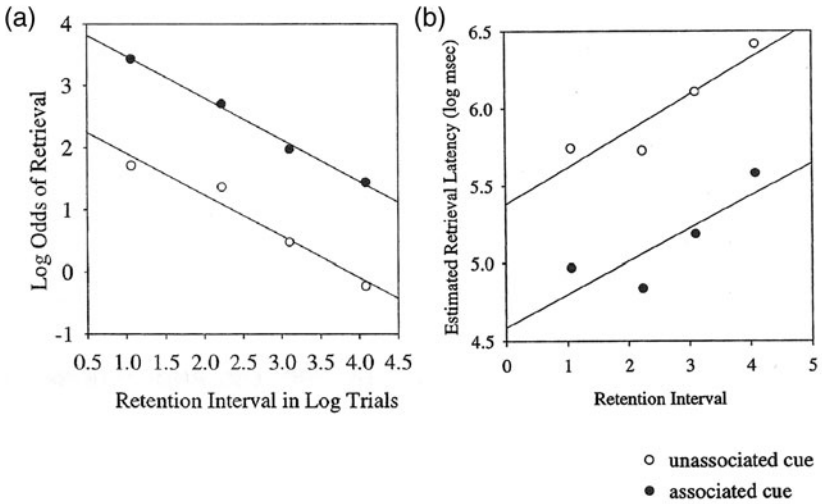 (a)
4
3
2
1
0
-1
Log Odds of Retrieval
0.5 1.0 1.5 2.0 2.5 3.0 3.5 4.0 4.5
Retention Interval in Log Trials
(b)
6.5
6.0
5.5
5.0
4.5
Estimated Retrieval Latency (log msec)
0 1 2 3 4 5
Retention Interval
unassociated cue
associated cue